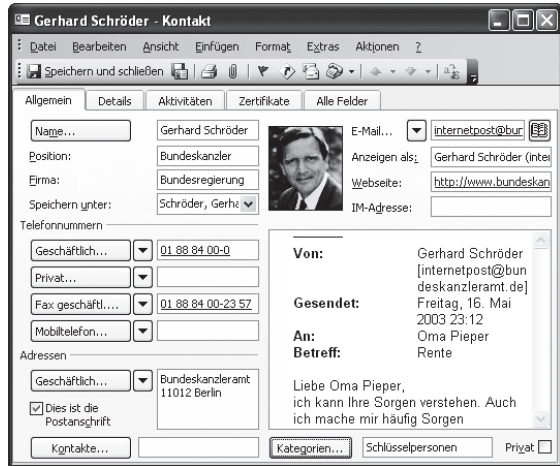 Gerhard Schröder - Kontakt
Datei Bearbeiten Ansicht Einfügen Format Extras Aktionen ?
Speichern und schließen
Allgemein Details Aktivitäten Zertifikate Alle Felder
Name... Gerhard Schröder
Position: Bundeskanzler
Firma: Bundesregierung
Speichern unter: Schröder, Gerha
E-Mail... internetpost@bur
Anzeigen als: Gerhard Schröder (inte
Webseite: http://www.bundeskan
IM-Adresse:
Telefonnummern
Geschäftlich... 01 88 84 00-0
Privat...
Fax geschäftl.... 01 88 84 00-23 57
Mobiltelefon...
Adressen
Geschäftlich... Bundeskanzleramt
11012 Berlin
Dies ist die
Postanschrift
Von: Gerhard Schröder
[internetpost@bun
deskanzleramt.de]
Gesendet: Freitag, 16. Mai
2003 23:12
An: Oma Pieper
Betreff: Rente
Liebe Oma Pieper,
ich kann Ihre Sorgen verstehen. Auch
ich mache mir häufig Sorgen
Kontakte... Kategorien... Schlüsselpersonen Privat